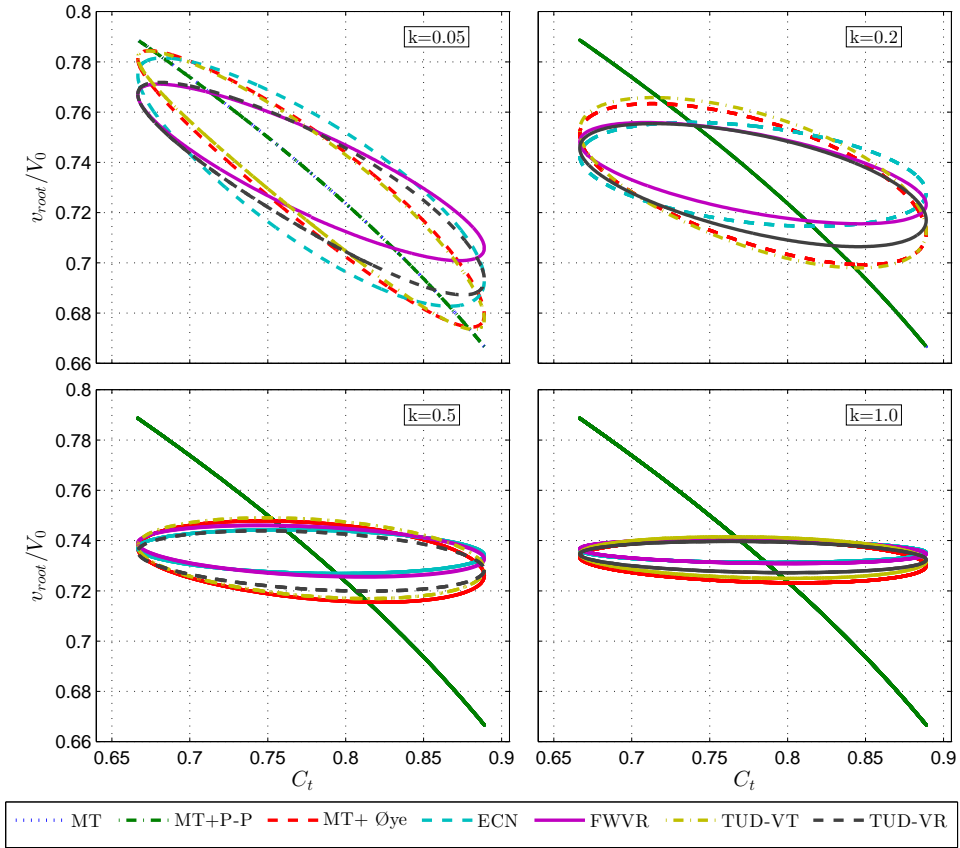 0.8
0.78
0.76
0.74
0.72
0.7
0.68
0.66
v_root/V_0
k=0.05
k=0.2
0.8
0.78
0.76
0.74
0.72
0.7
0.68
0.66
v_root/V_0
k=0.5
k=1.0
0.65 0.7 0.75 0.8 0.85 0.9
0.65 0.7 0.75 0.8 0.85 0.9
C_t
C_t
MT MT+P-P MT+ Øye ECN FWVR TUD-VT TUD-VR